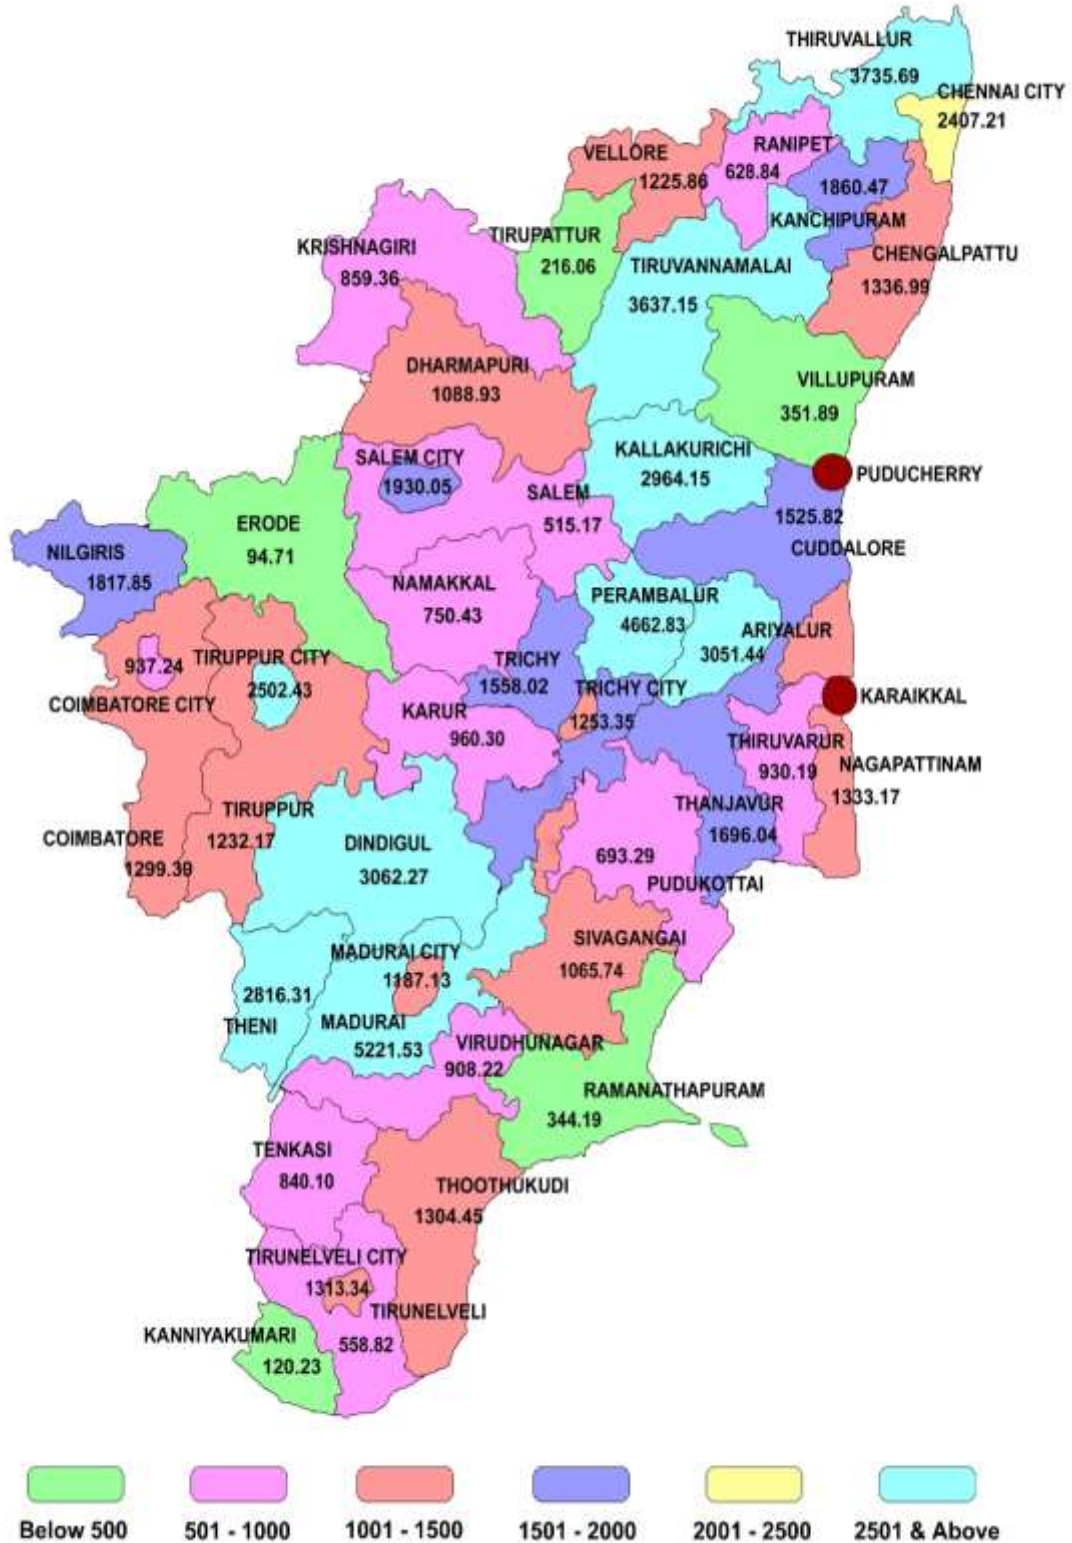 THIRUVALLUR
3735.69
CHENNAI CITY
2407.21
RANIPET
628.84
VELLORE
1225.86
1860.47
KANCHIPURAM
CHENGALPATTU
1336.99
TIRUPATTUR
216.06
KRISHNAGIRI
859.36
TIRUVANNAMALAI
3637.15
DHARMAPURI
1088.93
VILLUPURAM
351.89
KALLAKURICHI
2964.15
PUDUCHERRY
SALEM CITY
1930.05
SALEM
515.17
1525.82
CUDDALORE
ERODE
94.71
NILGIRIS
1817.85
NAMAKKAL
750.43
PERAMBALUR
4662.83
ARIYALUR
3051.44
937.24
COIMBATORE CITY
TIRUPPUR CITY
2502.43
TRICHY
1558.02
TRICHY CITY
1253.35
KARAIKKAL
KARUR
960.30
THIRUVARUR
930.19
NAGAPATTINAM
1333.17
THANJAVUR
1696.04
TIRUPPUR
1232.17
COIMBATORE
1299.39
DINDIGUL
3062.27
693.29
PUDUKOTTAI
SIVAGANGAI
1065.74
MADURAI CITY
1187.13
2816.31
THENI
MADURAI
5221.53
VIRUDHUNAGAR
908.22
RAMANATHAPURAM
344.19
TENKASI
840.10
THOOTHUKUDI
1304.45
TIRUNELVELI CITY
1313.34
TIRUNELVELI
558.82
KANNIYAKUMARI
120.23
Below 500
501 - 1000
1001 - 1500
1501 - 2000
2001 - 2500
2501 & Above